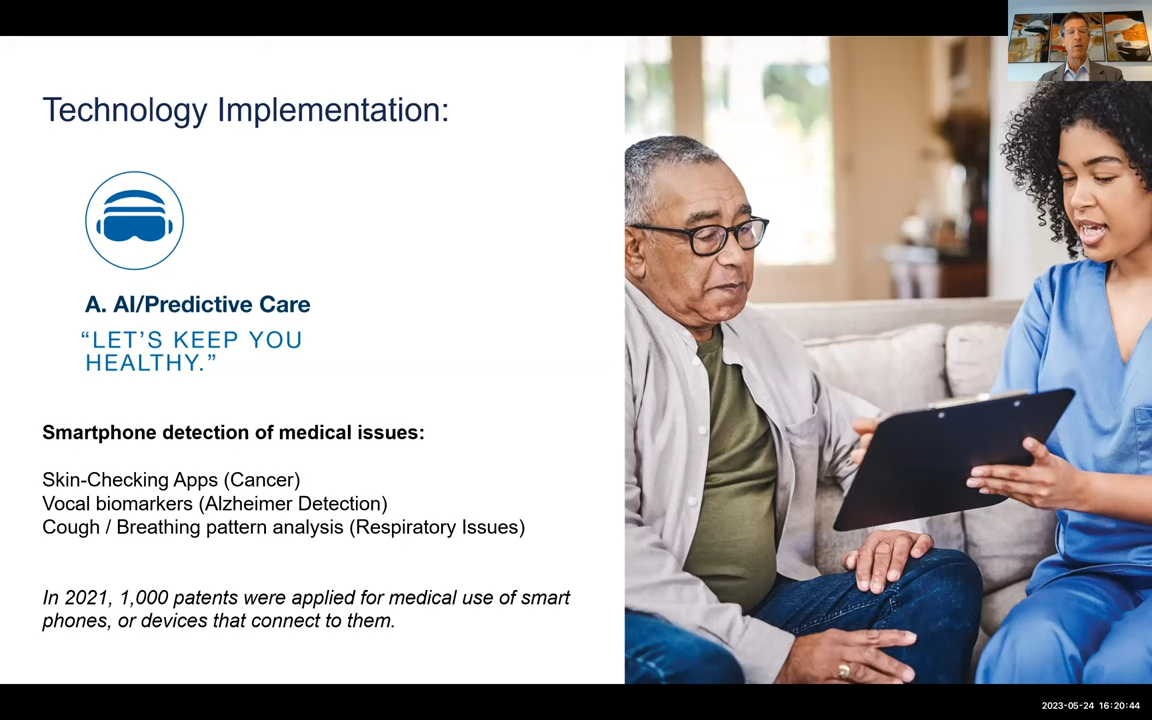 Technology Implementation:
A. AI/Predictive Care
“LET’S KEEP YOU
HEALTHY.”
Smartphone detection of medical issues:
Skin-Checking Apps (Cancer)
Vocal biomarkers (Alzheimer Detection)
Cough / Breathing pattern analysis (Respiratory Issues)
In 2021, 1,000 patents were applied for medical use of smart
phones, or devices that connect to them.
2023-05-24 16:20:44